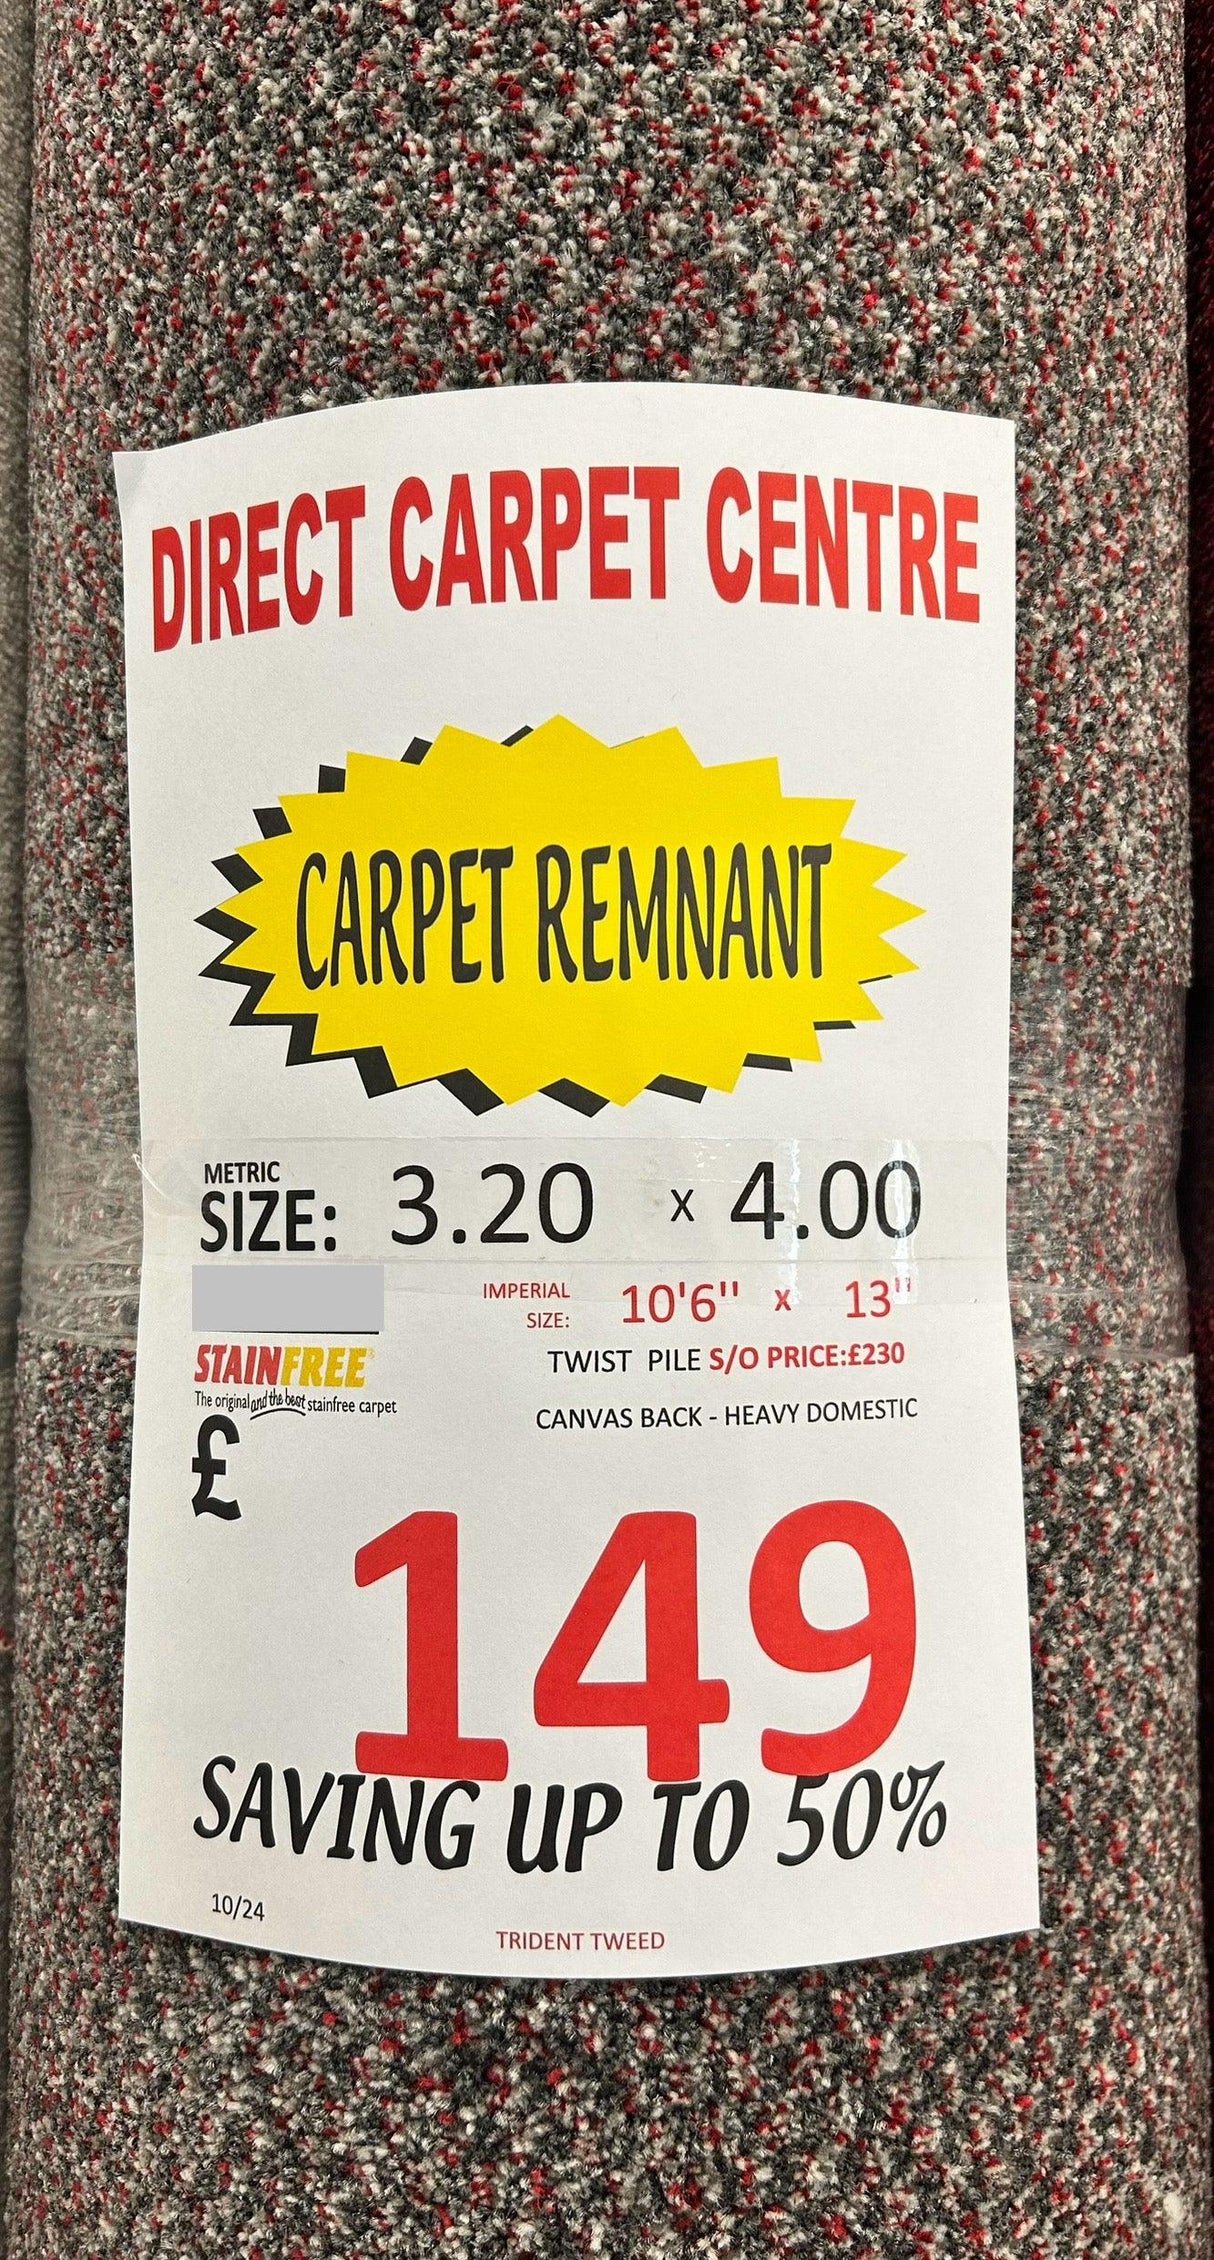 DIRECT CARPET CENTRE
CARPET REMNANT
METRIC
SIZE: 3.20 x 4.00
IMPERIAL
SIZE: 10'6'' x 13''
STAINFREE
The original and the best stainfree carpet
TWIST PILE S/O PRICE:£230
CANVAS BACK - HEAVY DOMESTIC
£
149
SAVING UP TO 50%
10/24
TRIDENT TWEED